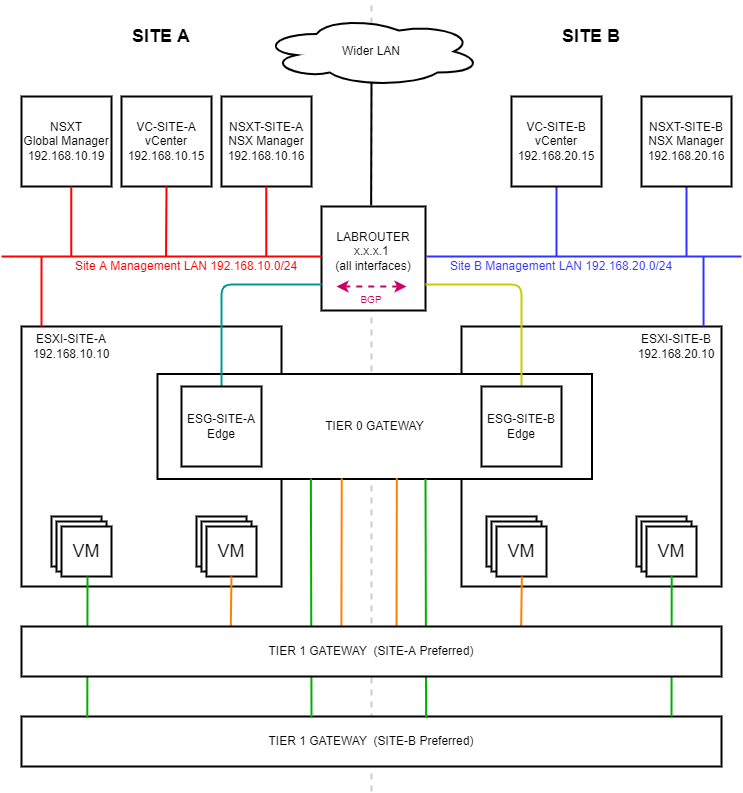 SITE A
SITE B
Wider LAN
NSXT
Global Manager
192.168.10.19
VC-SITE-A
vCenter
192.168.10.15
NSXT-SITE-A
NSX Manager
192.168.10.16
VC-SITE-B
vCenter
192.168.20.15
NSXT-SITE-B
NSX Manager
192.168.20.16
LABROUTER
x.x.x.1
(all interfaces)
BGP
Site A Management LAN 192.168.10.0/24
Site B Management LAN 192.168.20.0/24
ESXI-SITE-A
192.168.10.10
ESXI-SITE-B
192.168.20.10
ESG-SITE-A
Edge
TIER 0 GATEWAY
ESG-SITE-B
Edge
VM
VM
VM
VM
TIER 1 GATEWAY (SITE-A Preferred)
TIER 1 GATEWAY (SITE-B Preferred)